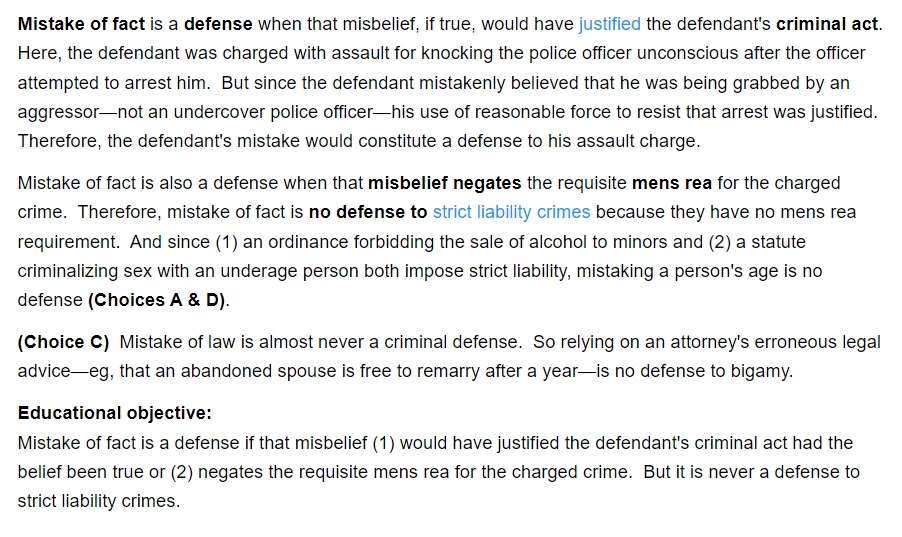 Mistake of fact is a defense when that misbelief, if true, would have justified the defendant's criminal act.
Here, the defendant was charged with assault for knocking the police officer unconscious after the officer
attempted to arrest him.  But since the defendant mistakenly believed that he was being grabbed by an
aggressor—not an undercover police officer—his use of reasonable force to resist that arrest was justified.
Therefore, the defendant's mistake would constitute a defense to his assault charge.
Mistake of fact is also a defense when that misbelief negates the requisite mens rea for the charged
crime.  Therefore, mistake of fact is no defense to strict liability crimes because they have no mens rea
requirement.  And since (1) an ordinance forbidding the sale of alcohol to minors and (2) a statute
criminalizing sex with an underage person both impose strict liability, mistaking a person's age is no
defense (Choices A & D).
(Choice C)  Mistake of law is almost never a criminal defense.  So relying on an attorney's erroneous legal
advice—eg, that an abandoned spouse is free to remarry after a year—is no defense to bigamy.
Educational objective:
Mistake of fact is a defense if that misbelief (1) would have justified the defendant's criminal act had the
belief been true or (2) negates the requisite mens rea for the charged crime.  But it is never a defense to
strict liability crimes.